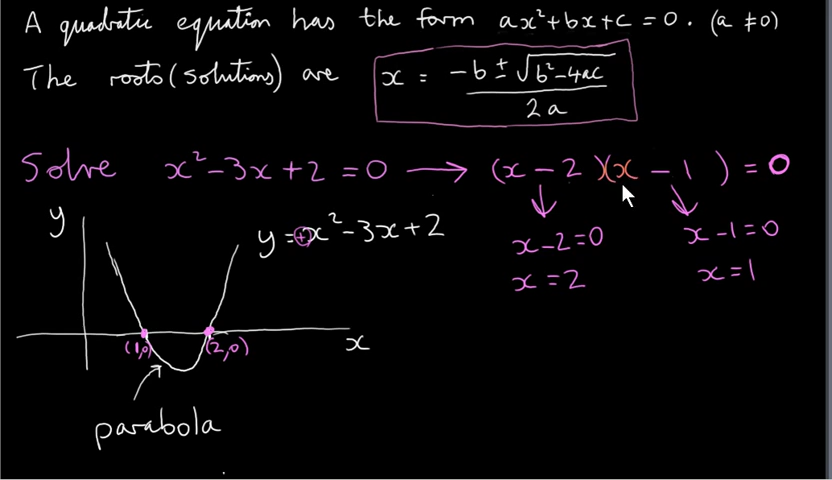 A quadratic equation has the form ax²+bx+c = 0. (a ≠0)
The roots (solutions) are x = (-b ± √(b²-4ac))/(2a)
Solve x²-3x+2=0 → (x-2)(x-1) = 0
x-2=0
x=2
x-1=0
x=1
y
y=+x²-3x+2
(1,0)
(2,0)
x
parabola